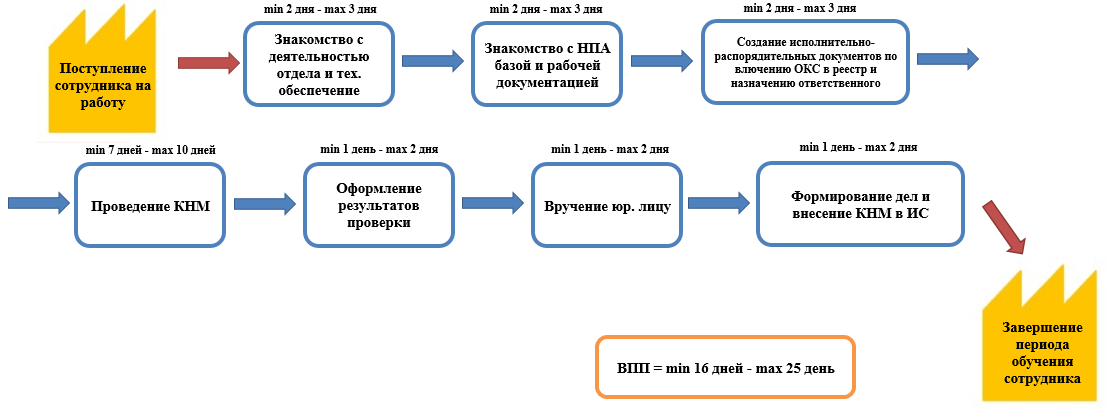 min 2 дня - max 3 дня
min 2 дня - max 3 дня
min 2 дня - max 3 дня
Поступление
сотрудника на
работу
Знакомство с
деятельностью
отдела и тех.
обеспечение
Знакомство с НПА
базой и рабочей
документацией
Создание исполнительно-
распорядительных документов по
влючению ОКС в реестр и
назначению ответственного
min 7 дней - max 10 дней
min 1 день - max 2 дня
min 1 день - max 2 дня
min 1 день - max 2 дня
Проведение КНМ
Оформление
результатов
проверки
Вручение юр. лицу
Формирование дел и
внесение КНМ в ИС
Завершение
периода
обучения
сотрудника
ВПП = min 16 дней - max 25 день